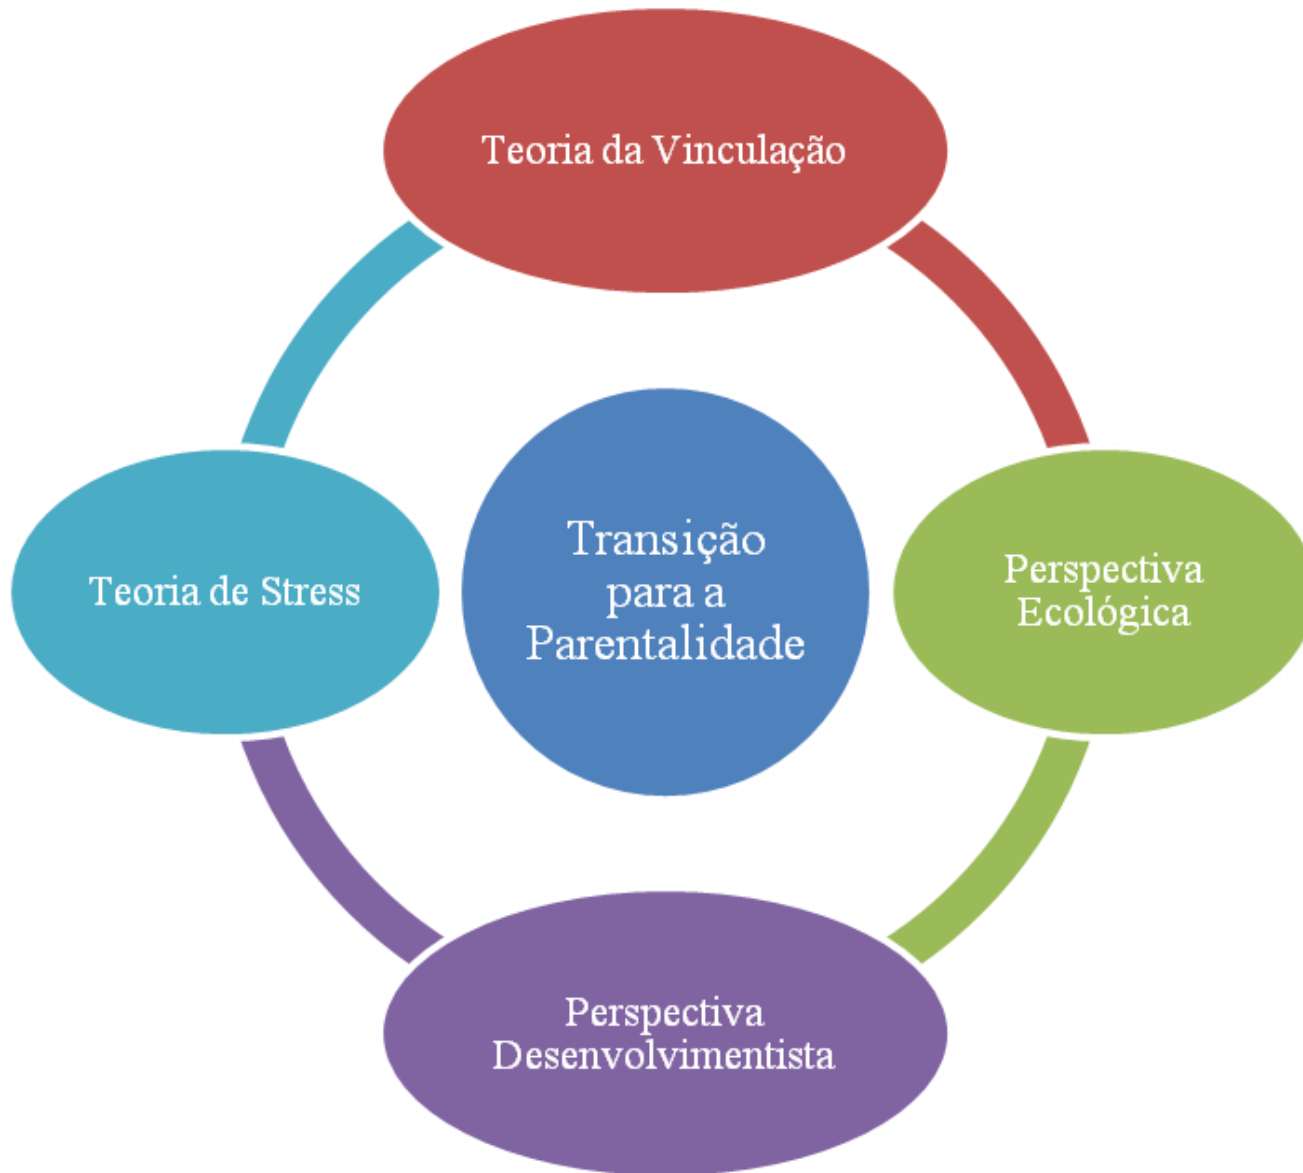 Teoria da Vinculação
Teoria de Stress
Transição
para a
Parentalidade
Perspectiva
Ecológica
Perspectiva
Desenvolvimentista